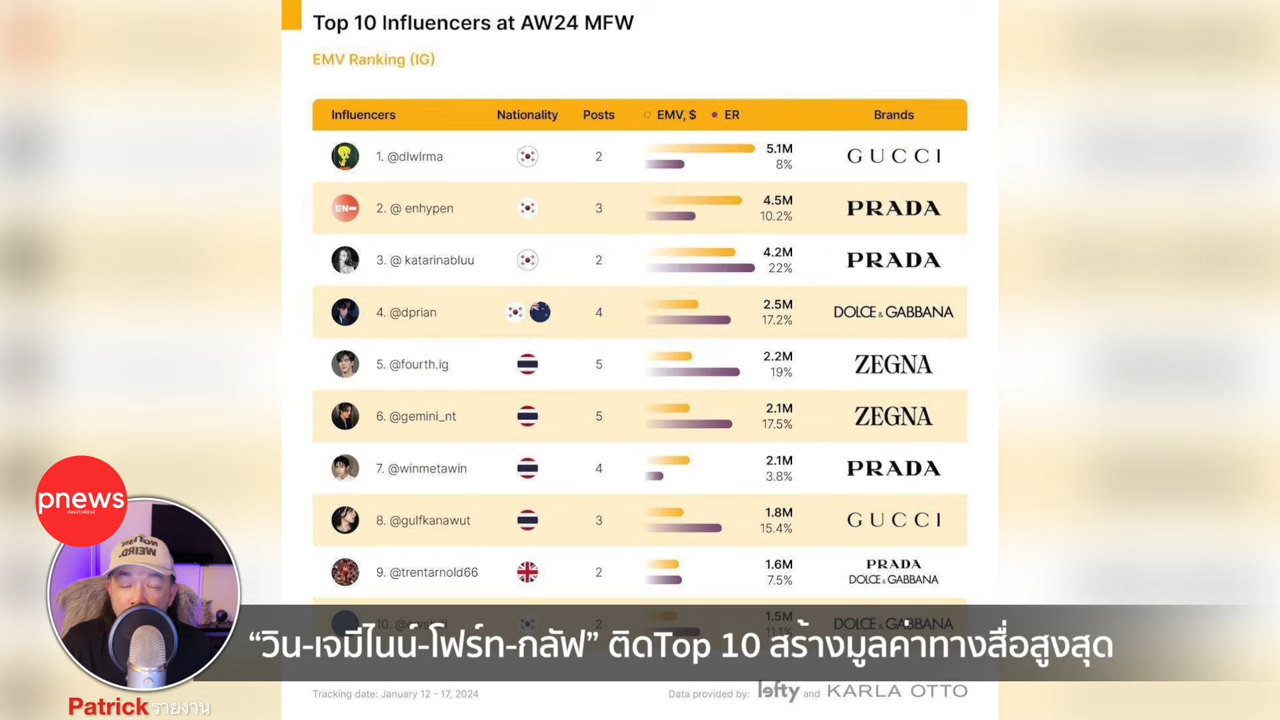 Top 10 Influencers at AW24 MFW
EMV Ranking (IG)
Influencers Nationality Posts EMV, $ ER Brands
1. @dlwlrma 2 5.1M 8% GUCCI
2. @ enhypen 3 4.5M 10.2% PRADA
3. @ katarinabluu 2 4.2M 22% PRADA
4. @dprian 4 2.5M 17.2% DOLCE & GABBANA
5. @fourth.ig 5 2.2M 19% ZEGNA
6. @gemini_nt 5 2.1M 17.5% ZEGNA
7. @winmetawin 4 2.1M 3.8% PRADA
8. @gulfkanawut 3 1.8M 15.4% GUCCI
9. @trentarnold66 2 1.6M 7.5% PRADA
DOLCE & GABBANA
10. 2 1.5M 11.1% DOLCE & GABBANA
pnews
“วิน-เจมีไนน-โฟร์ท-กลัฟ” ติดTop 10 สร้างมูลค่าทางสื่อสูงสุด
Tracking date: January 12 - 17, 2024 Data provided by: lefty and KARLA OTTO
Patrick รายงาน